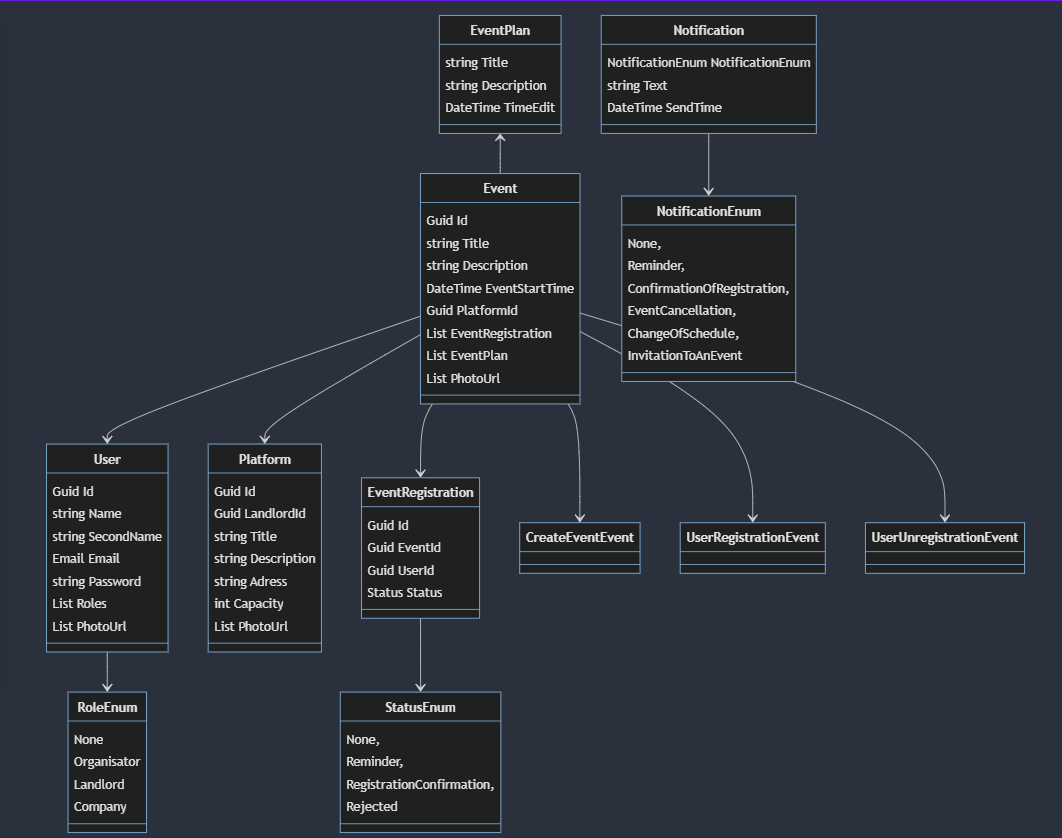 EventPlan
string Title
string Description
DateTime TimeEdit
Notification
NotificationEnum NotificationEnum
string Text
DateTime SendTime
Event
Guid Id
string Title
string Description
DateTime EventStartTime
Guid PlatformId
List EventRegistration
List EventPlan
List PhotoUrl
NotificationEnum
None,
Reminder,
ConfirmationOfRegistration,
EventCancellation,
ChangeOfSchedule,
InvitationToAnEvent
User
Guid Id
string Name
string SecondName
Email Email
string Password
List Roles
List PhotoUrl
Platform
Guid Id
Guid LandlordId
string Title
string Description
string Adress
int Capacity
List PhotoUrl
EventRegistration
Guid Id
Guid EventId
Guid UserId
Status Status
CreateEventEvent
UserRegistrationEvent
UserUnregistrationEvent
RoleEnum
None
Organisator
Landlord
Company
StatusEnum
None,
Reminder,
RegistrationConfirmation,
Rejected